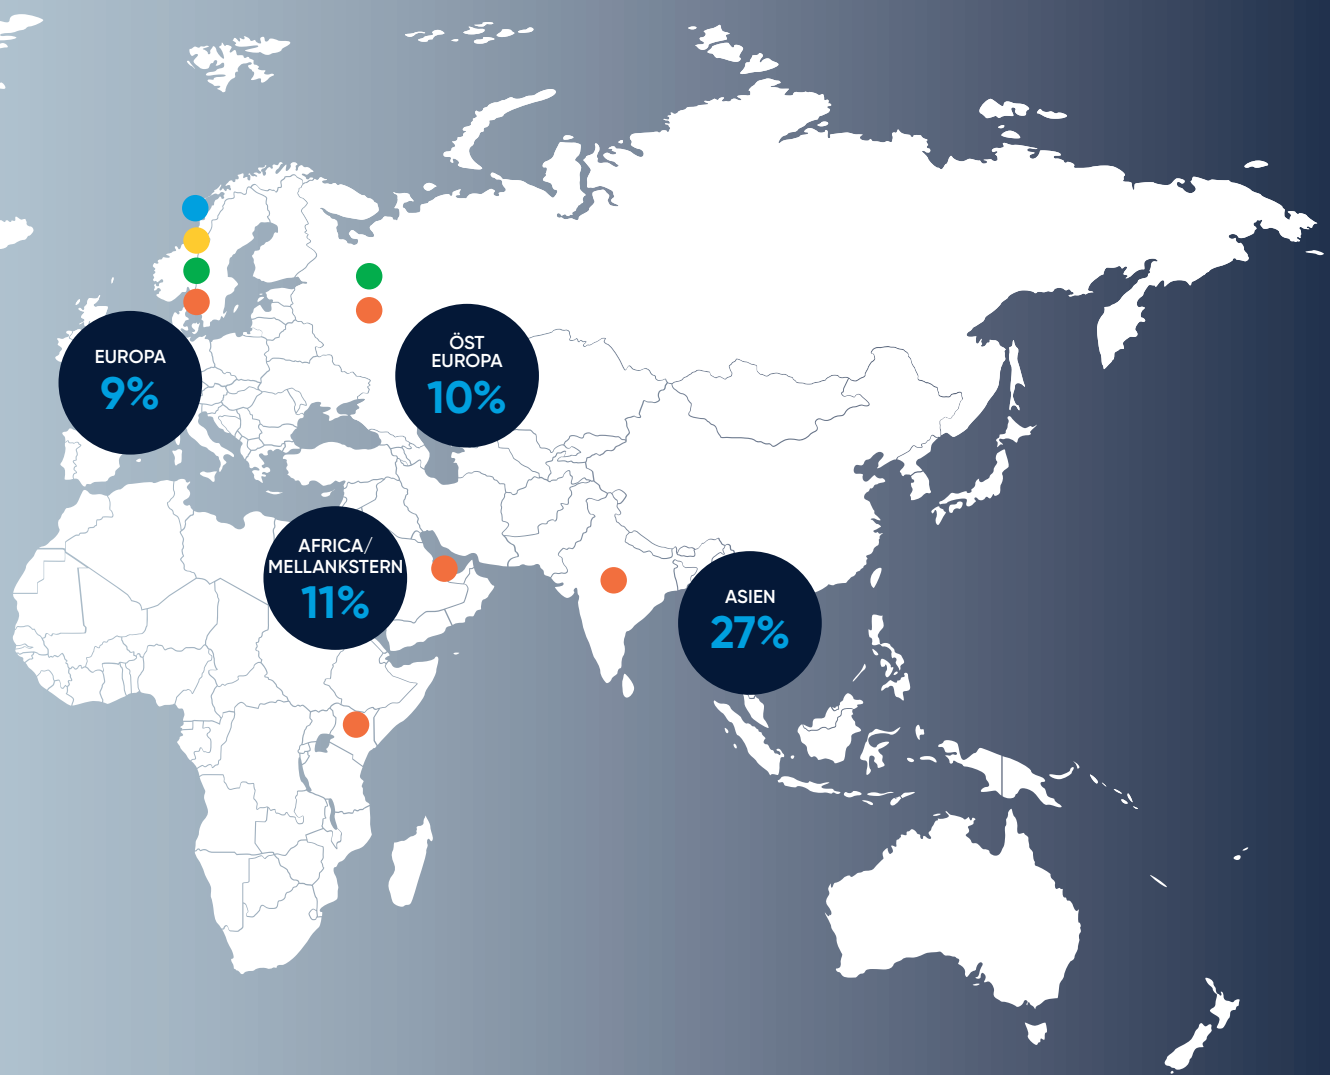 EUROPA
9%
ÖST
EUROPA
10%
AFRICA/
MELLANKSTERN
11%
ASIEN
27%